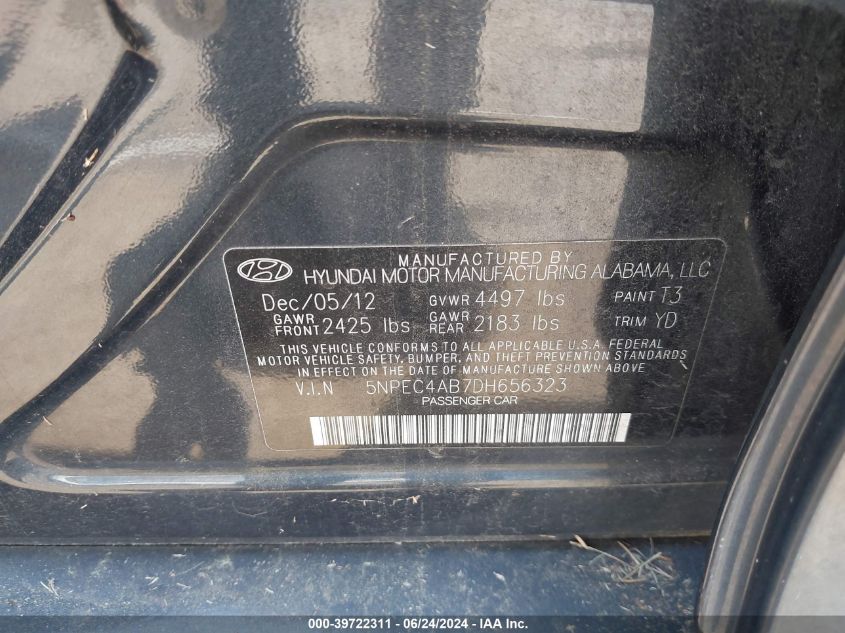 MANUFACTURED BY
HYUNDAI MOTOR MANUFACTURING ALABAMA, LLC
Dec/05/12 GVWR 4497 lbs PAINT T3
GAWR FRONT 2425 lbs GAWR REAR 2183 lbs TRIM YD
THIS VEHICLE CONFORMS TO ALL APPLICABLE U.S.A. FEDERAL
MOTOR VEHICLE SAFETY, BUMPER, AND THEFT PREVENTION STANDARDS
IN EFFECT ON THE DATE OF MANUFACTURE SHOWN ABOVE.
V.I.N 5NPEC4AB7DH656323
PASSENGER CAR
000-39722311 - 06/24/2024 - © IAA Inc.